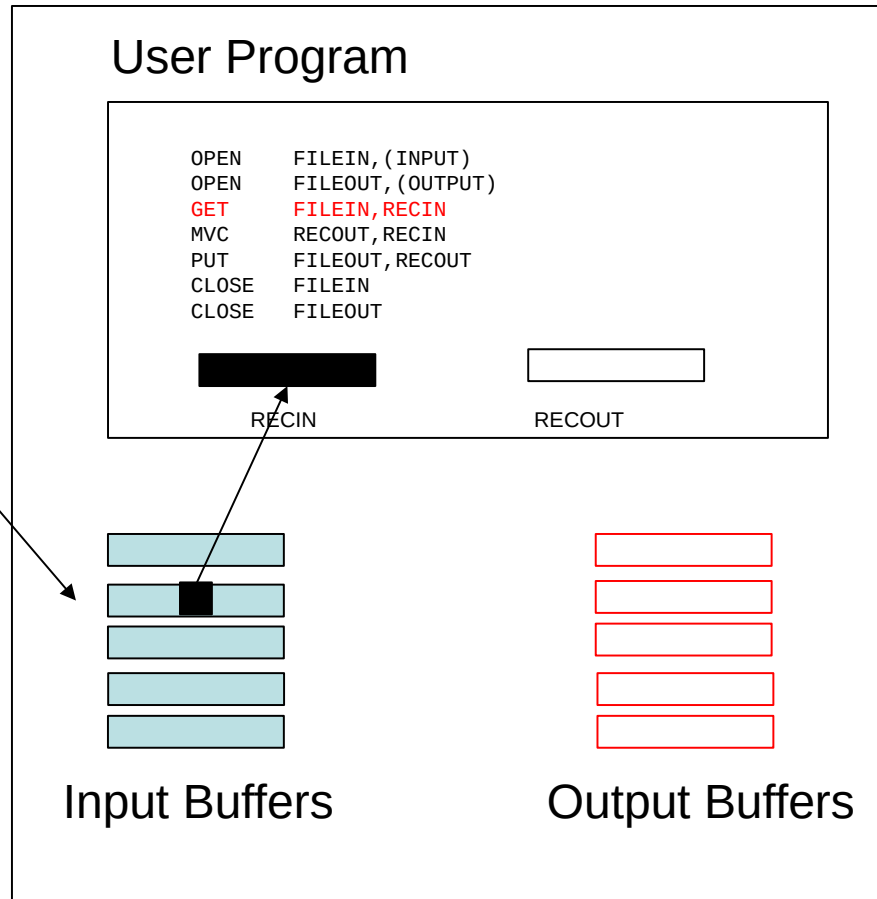 User Program
OPEN    FILEIN,(INPUT)
OPEN    FILEOUT,(OUTPUT)
GET     FILEIN,RECIN
MVC     RECOUT,RECIN
PUT     FILEOUT,RECOUT
CLOSE   FILEIN
CLOSE   FILEOUT
RECIN    RECOUT
Input Buffers    Output Buffers